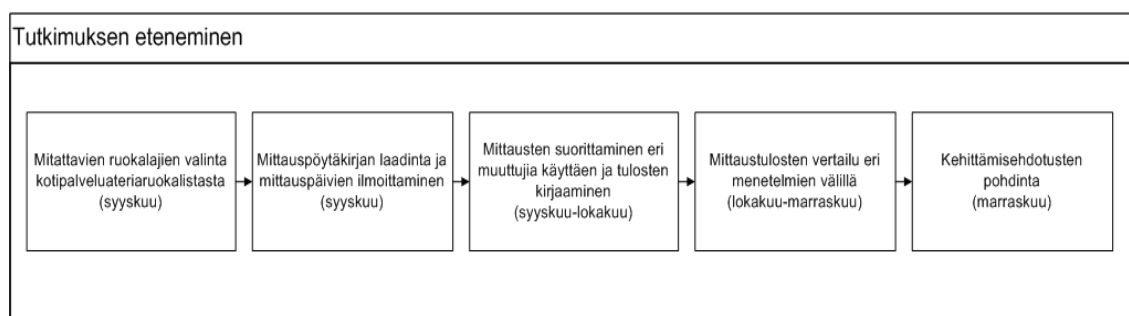 Tutkimuksen eteneminen
Mitattavien ruokalajien valinta
kotipalveluateriaruokalistasta
(syyskuu)
Mittauspöytäkirjan laadinta ja
mittauspäivien ilmoittaminen
(syyskuu)
Mittausten suorittaminen eri
muuttujia käyttäen ja tulosten
kirjaaminen
(syyskuu-lokakuu)
Mittaustulosten vertailu eri
menetelmien välillä
(lokakuu-marraskuu)
Kehittämisehdotusten
pohdinta
(marraskuu)